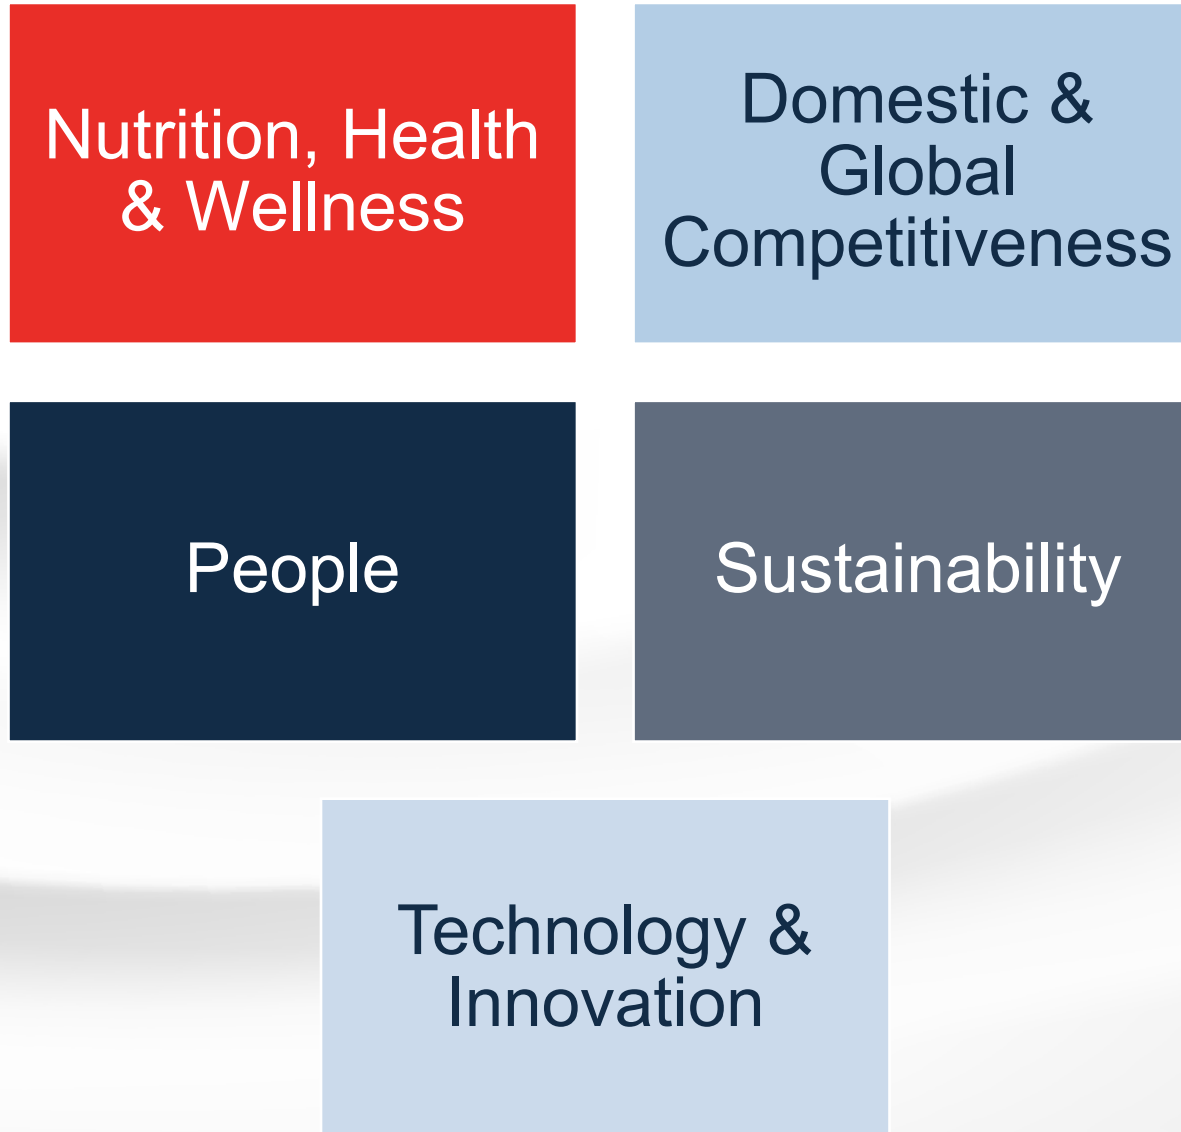 Nutrition, Health
& Wellness
Domestic &
Global
Competitiveness
People
Sustainability
Technology &
Innovation